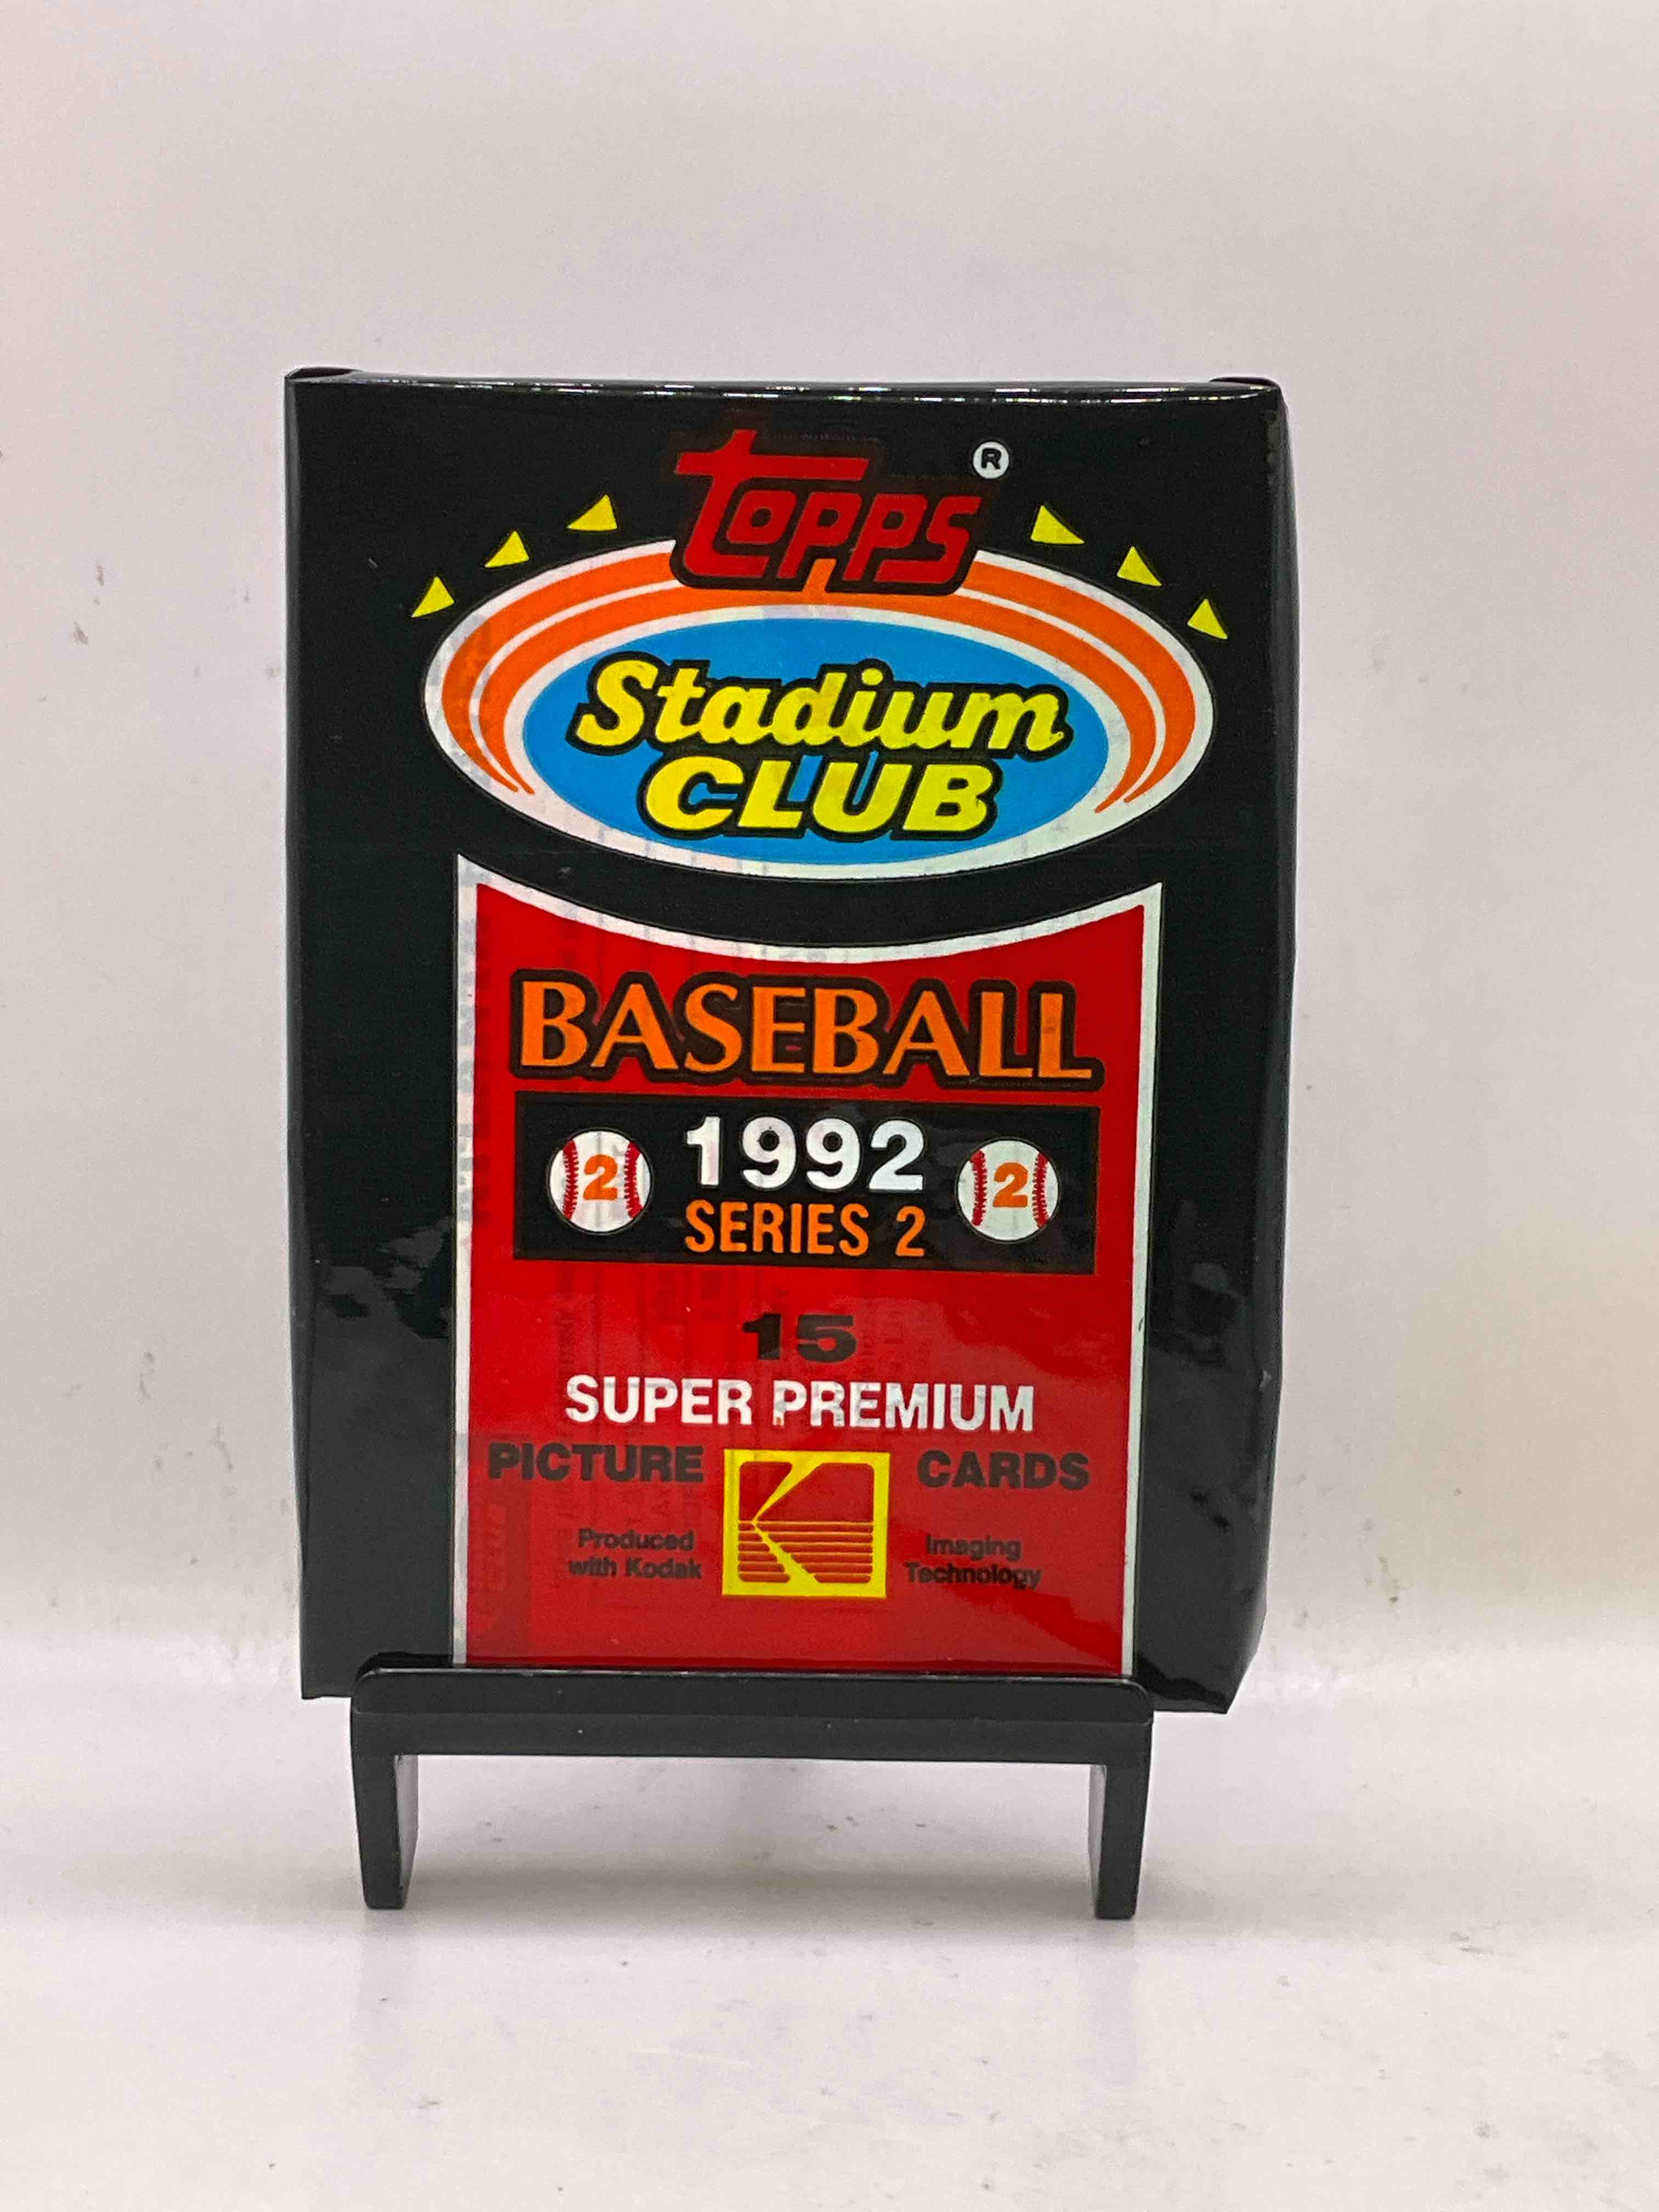 Topps ®
Stadium
CLUB
BASEBALL
2 1992 2
SERIES 2
15
SUPER PREMIUM
PICTURE CARDS
Produced Imaging
with Kodak Technology